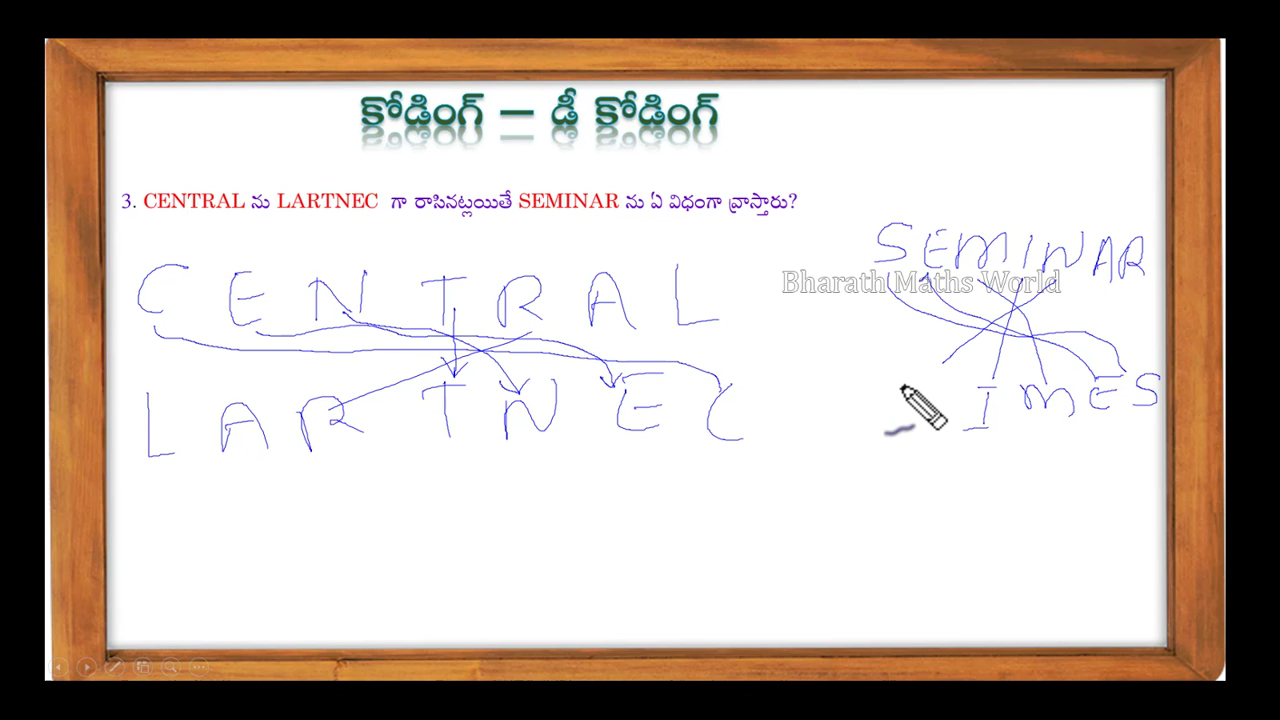 కోడింగ్ – డీ కోడింగ్
3. CENTRAL ను LARTNEC గా రాసినట్లయితే SEMINAR ను ఏ విధంగా వ్రాస్తారు?
SEMINAR
Bharath Maths World
CENTRAL
LARTNEC
IMES